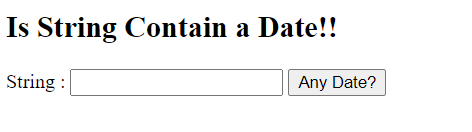 Is String Contain a Date!!
String : Any Date?